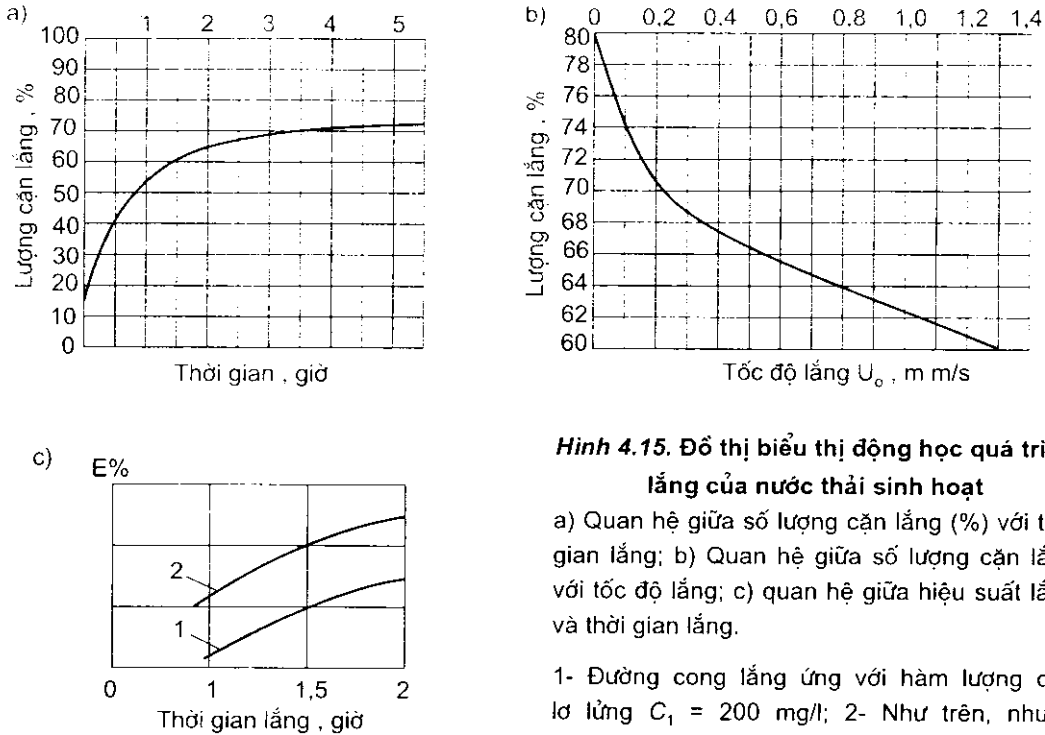 a)
1 2 3 4 5
100
90
80
70
60
50
40
30
20
10
0
Lượng cặn lắng , %
Thời gian , giờ
b)
0 0,2 0,4 0,6 0,8 1,0 1,2 1,4
80
78
76
74
72
70
68
66
64
62
60
Lượng cặn lắng , %
Tốc độ lắng U₀ , m m/s
c)
E%
2
1
0 1 1,5 2
Thời gian lắng , giờ
Hình 4.15. Đồ thị biểu thị động học quá
lắng của nước thải sinh hoạt
a) Quan hệ giữa số lượng cặn lắng (%) với
gian lắng; b) Quan hệ giữa số lượng cặn
với tốc độ lắng; c) quan hệ giữa hiệu suất
và thời gian lắng.
1- Đường cong lắng ứng với hàm lượng
lơ lửng C₁ = 200 mg/l; 2- Như trên,